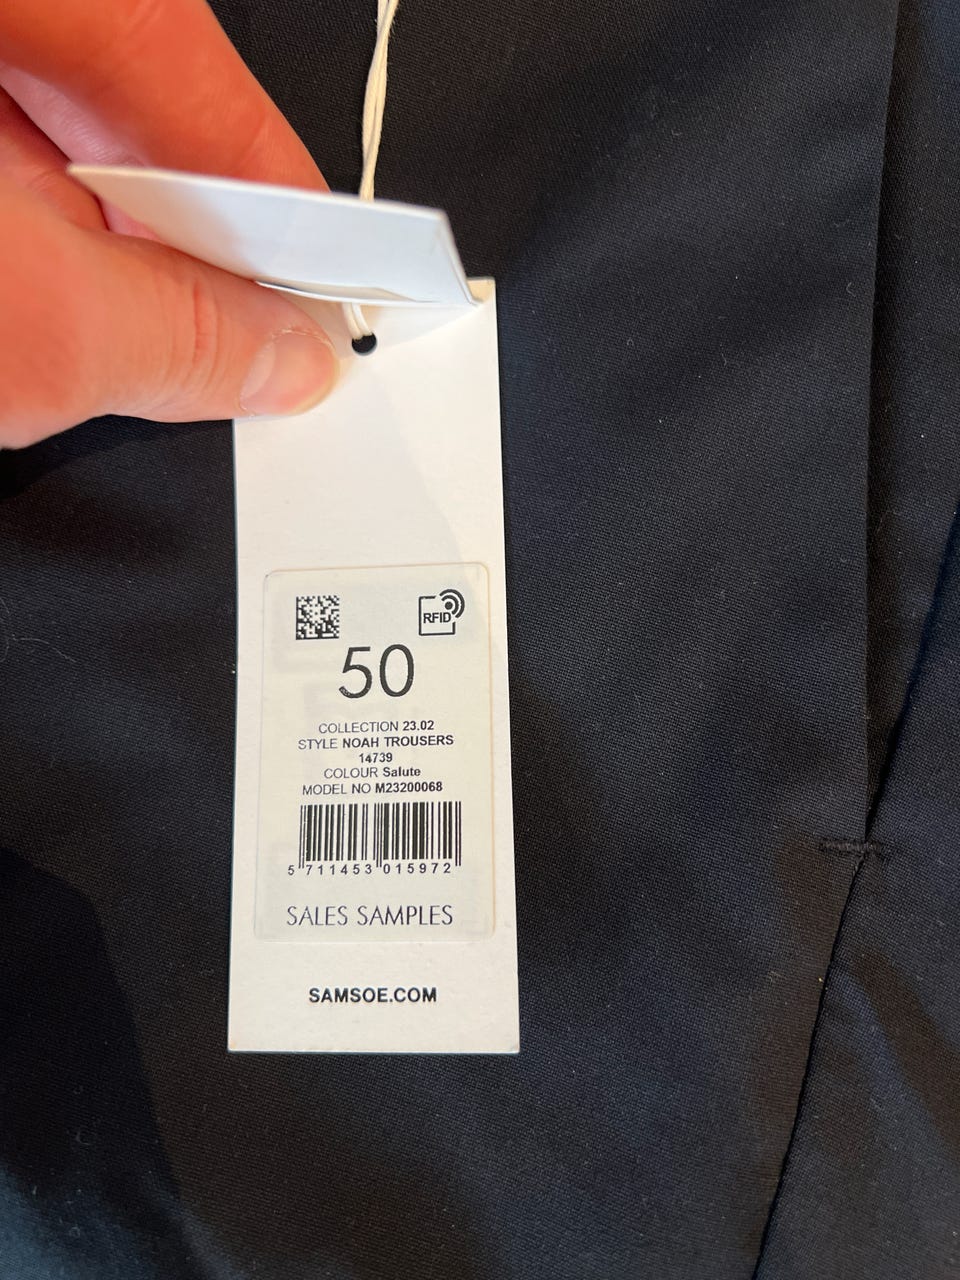 RFID
50
COLLECTION 23.02
STYLE NOAH TROUSERS
14739
COLOUR Salute
MODEL NO M23200068
5 711453 015972
SALES SAMPLES
SAMSOE.COM